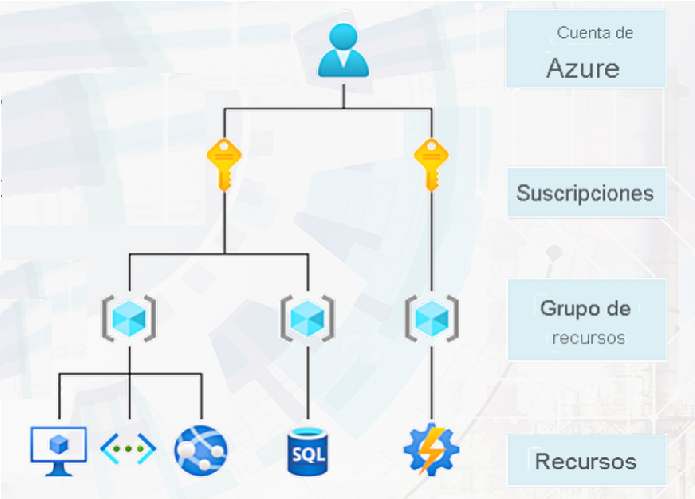 Cuenta de
Azure
Suscripciones
Grupo de
recursos
SQL
Recursos